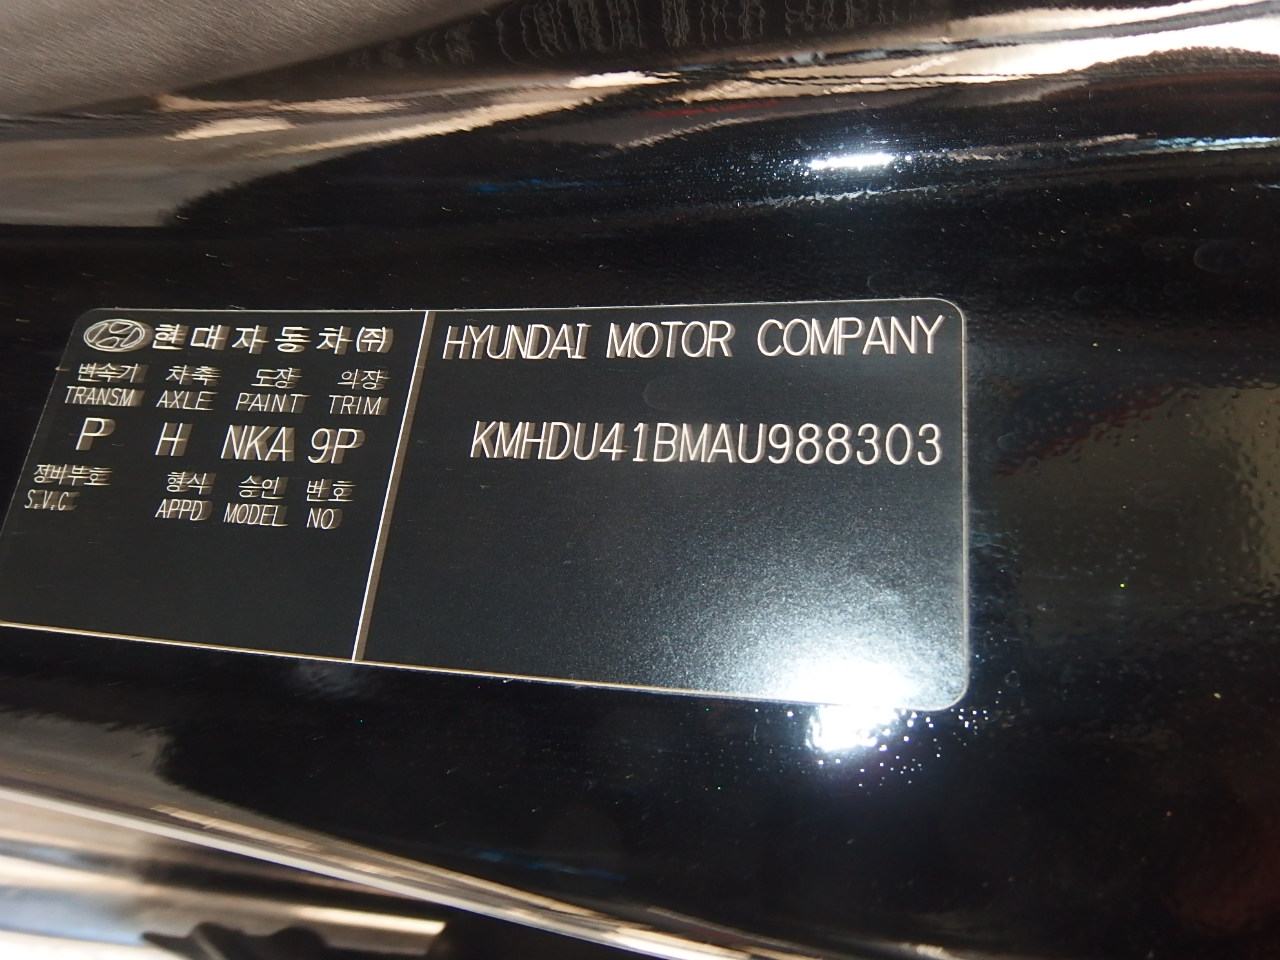 현대자동차㈜
변속기 차축 도장 의장
TRANSM AXLE PAINT TRIM
P H NKA 9P
정비부호 형식 승인 번호
S.V.C APPD MODEL NO
HYUNDAI MOTOR COMPANY
KMHDU41BMAU988303